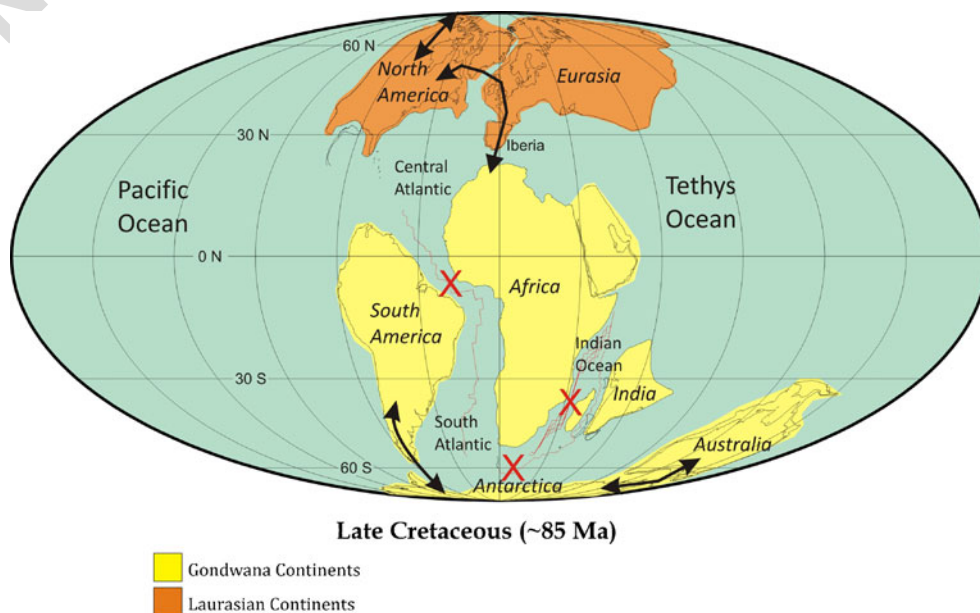 60 N
North
America
Eurasia
30 N
Iberia
Central
Atlantic
Pacific
Ocean
Tethys
Ocean
0 N
X
Africa
South
America
Indian
Ocean
30 S
X
India
South
Atlantic
Australia
60 S
X
Antarctica
Late Cretaceous (~85 Ma)
Gondwana Continents
Laurasian Continents